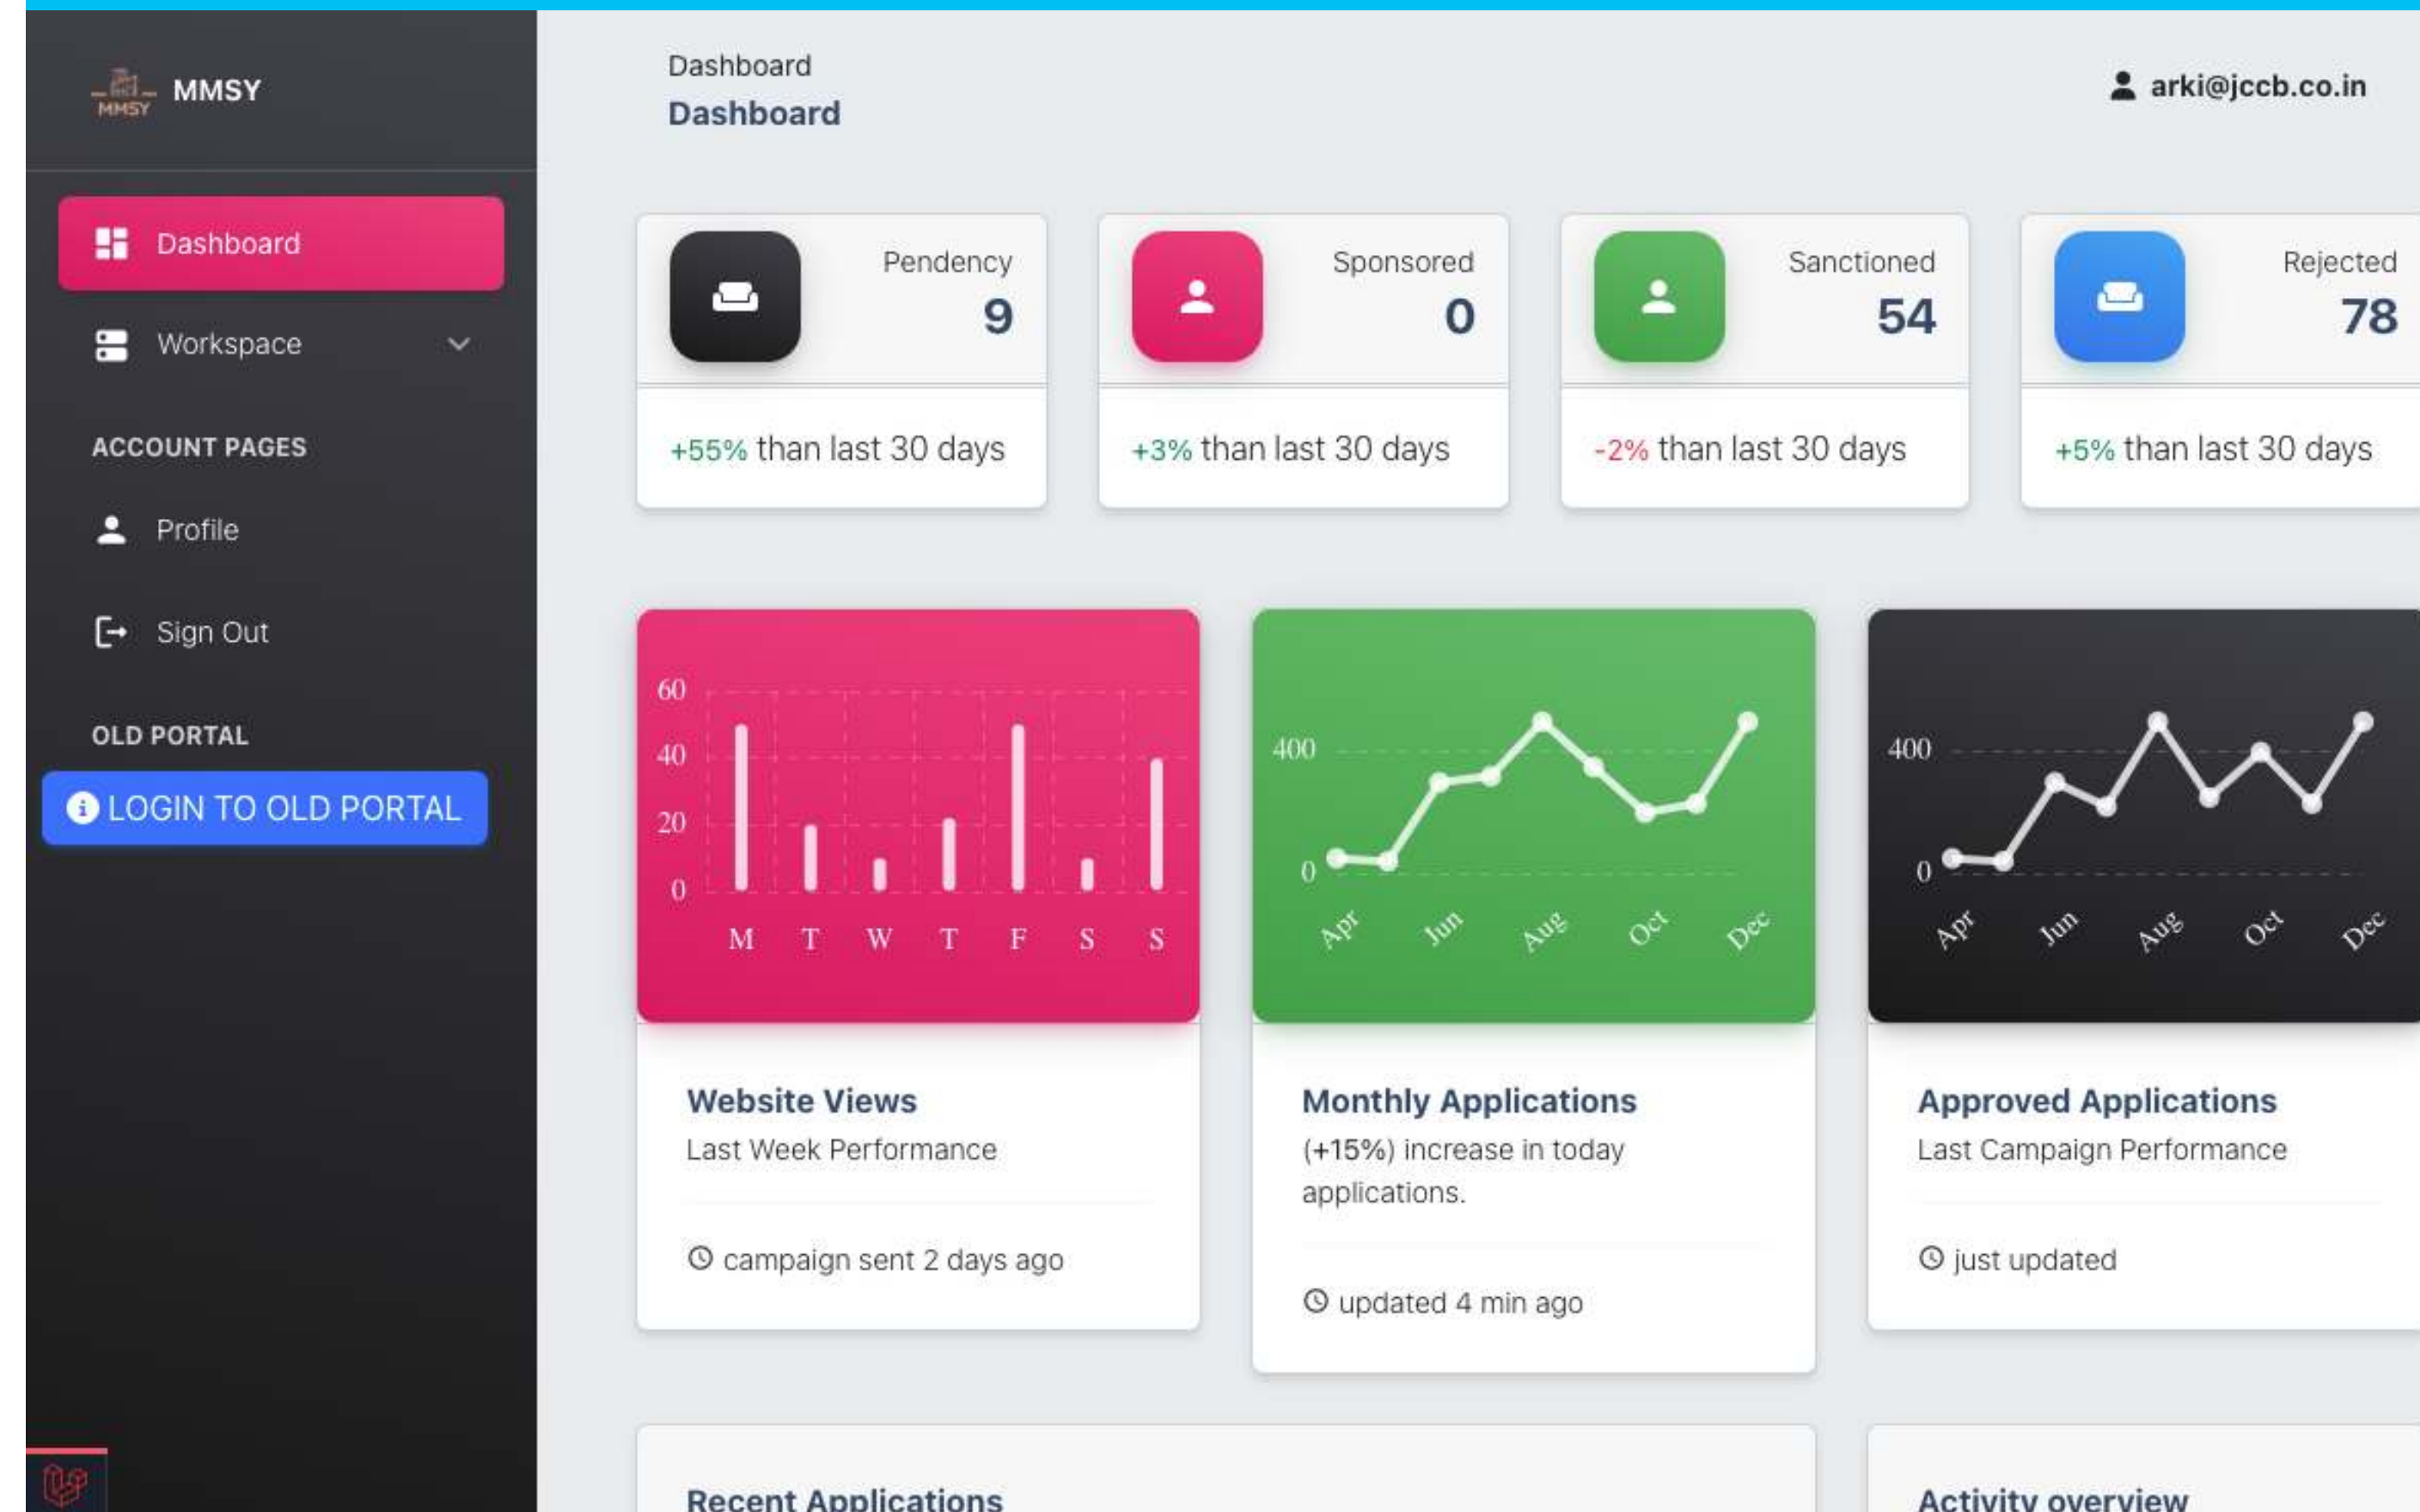 MMSY
MMSY
Dashboard
Workspace
ACCOUNT PAGES
Profile
Sign Out
OLD PORTAL
LOGIN TO OLD PORTAL
Dashboard
Dashboard
arki@jccb.co.in
Pendency
9
+55% than last 30 days
Sponsored
0
+3% than last 30 days
Sanctioned
54
-2% than last 30 days
Rejected
78
+5% than last 30 days
60
40
20
0
M T W T F S S
Website Views
Last Week Performance
campaign sent 2 days ago
400
0
Apr Jun Aug Oct Dec
Monthly Applications
(+15%) increase in today
applications.
updated 4 min ago
400
0
Apr Jun Aug Oct Dec
Approved Applications
Last Campaign Performance
just updated
Recent Applications
Activity overview